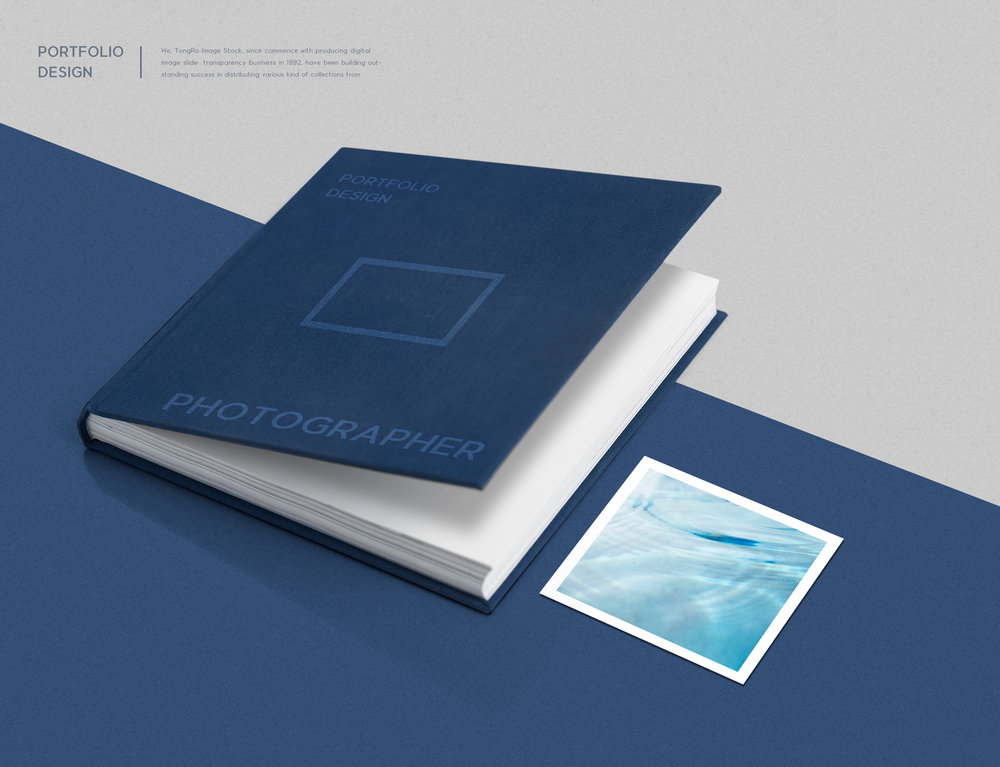 PORTFOLIO
DESIGN
We, TongRo Image Stock, since commence with producing digital
Image slide transparency business in 1992, have been building out-
standing success in distributing various kind of collections from
PORTFOLIO
DESIGN
PHOTOGRAPHER